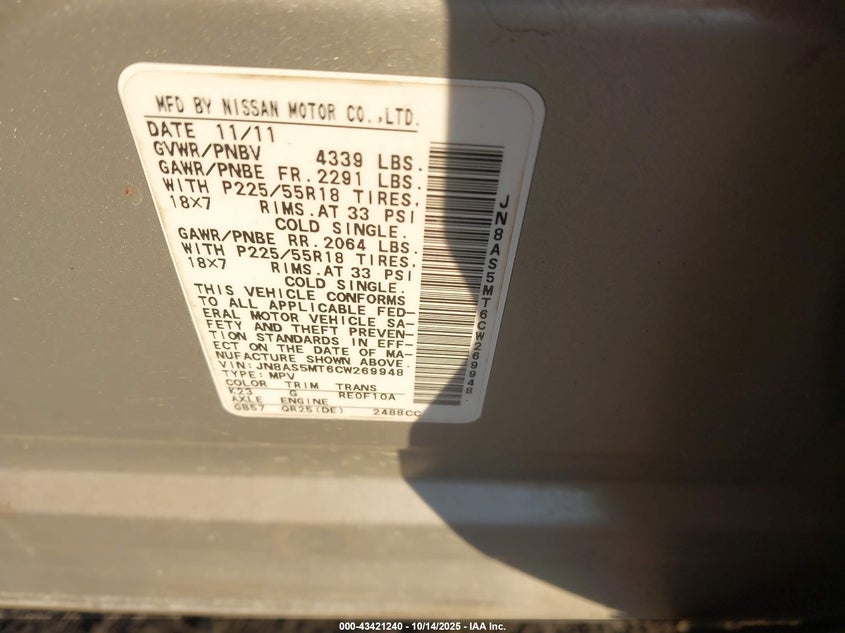 MFD BY NISSAN MOTOR CO.,LTD.
DATE 11/11
GVWR/PNBV 4339 LBS.
GAWR/PNBE FR. 2291 LBS.
WITH P225/55R18 TIRES,
18X7 RIMS.AT 33 PSI
COLD SINGLE.
GAWR/PNBE RR. 2064 LBS.
WITH P225/55R18 TIRES,
18X7 RIMS.AT 33 PSI
COLD SINGLE.
THIS VEHICLE CONFORMS
TO ALL APPLICABLE FED-
ERAL MOTOR VEHICLE SA-
FETY AND THEFT PREVEN-
TION STANDARDS IN EFF-
ECT ON THE DATE OF MA-
NUFACTURE SHOWN ABOVE.
VIN: JN8AS5MT6CW269948
TYPE: MPV
COLOR TRIM TRANS
K23 G RE0F10A
AXLE ENGINE
GB57 QR25(DE) 2488CC
JN8AS5MT6CW269948
000-43421240 - 10/14/2025 - IAA Inc.